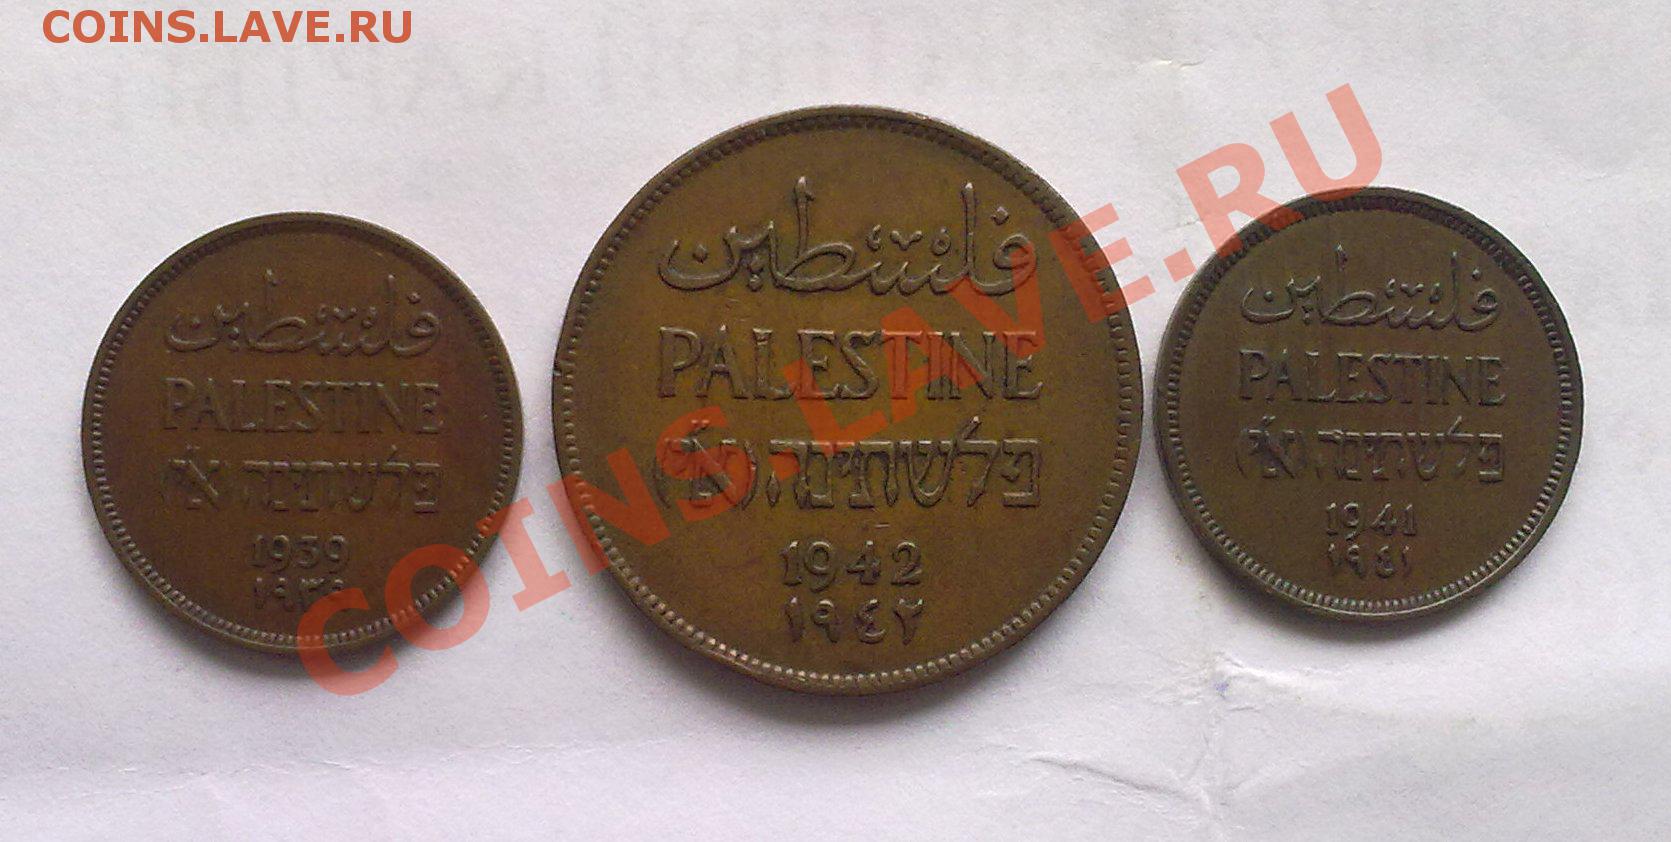 COINS.LAVE.RU
فلسطين
PALESTINE
פלשתינה (א״י)
1939
١٩٣٩
فلسطين
PALESTINE
פלשתינה (א״י)
1942
١٩٤٢
فلسطين
PALESTINE
פלשתינה (א״י)
1941
١٩٤١
COINS.LAVE.RU